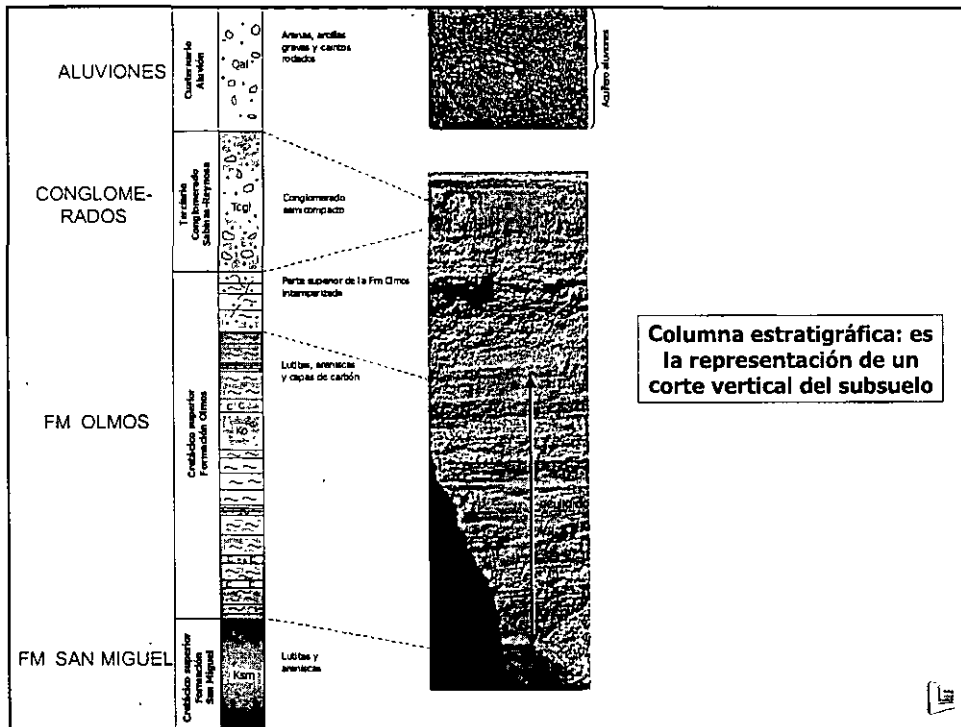 ALUVIONES
Cuaternario
Aluvión
Qal
Arenas, arcillas
gravas y cantos
rodados
Acuífero aluviones
CONGLOME-
RADOS
Terciario
Conglomerado
Sabinas-Reynosa
Tcgl
Conglomerado
semi compacto
Parte superior de la Fm Olmos
intemperizada
FM OLMOS
Cretácico superior
Formación Olmos
Lutitas, areniscas
y capas de carbón
Columna estratigráfica: es
la representación de un
corte vertical del subsuelo
FM SAN MIGUEL
Cretácico superior
Formación
San Miguel
Ksm
Lutitas y
areniscas